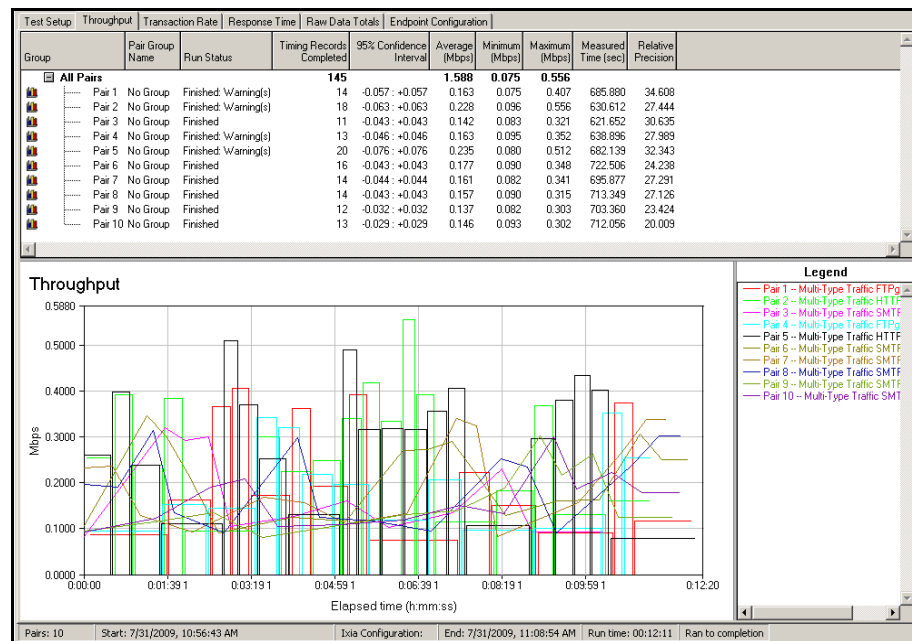 Test Setup Throughput Transaction Rate Response Time Raw Data Totals Endpoint Configuration
Group Pair Group Name Run Status Timing Records Completed 95% Confidence Interval Average (Mbps) Minimum (Mbps) Maximum (Mbps) Measured Time (sec) Relative Precision
All Pairs 145 1.588 0.075 0.556
Pair 1 No Group Finished: Warning(s) 14 -0.057 : +0.057 0.163 0.075 0.407 685.880 34.608
Pair 2 No Group Finished: Warning(s) 18 -0.063 : +0.063 0.228 0.096 0.556 630.612 27.444
Pair 3 No Group Finished 11 -0.043 : +0.043 0.142 0.083 0.321 621.652 30.635
Pair 4 No Group Finished: Warning(s) 13 -0.046 : +0.046 0.163 0.095 0.352 638.896 27.989
Pair 5 No Group Finished: Warning(s) 20 -0.076 : +0.076 0.235 0.080 0.512 682.139 32.343
Pair 6 No Group Finished 16 -0.043 : +0.043 0.177 0.090 0.348 722.506 24.238
Pair 7 No Group Finished 14 -0.044 : +0.044 0.161 0.082 0.341 695.877 27.291
Pair 8 No Group Finished 14 -0.043 : +0.043 0.157 0.090 0.315 713.349 27.126
Pair 9 No Group Finished 12 -0.032 : +0.032 0.137 0.082 0.303 703.360 23.424
Pair 10 No Group Finished 13 -0.029 : +0.029 0.146 0.093 0.302 712.056 20.009
Throughput
0.5880
0.5000
0.4000
0.3000
0.2000
0.1000
0.0000
Mbps
0:00:00 0:01:39.1 0:03:19.1 0:04:59.1 0:06:39.1 0:08:19.1 0:09:59.1 0:12:20
Elapsed time (h:mm:ss)
Legend
Pair 1 -- Multi-Type Traffic FTPg
Pair 2 -- Multi-Type Traffic HTTF
Pair 3 -- Multi-Type Traffic SMTF
Pair 4 -- Multi-Type Traffic FTPg
Pair 5 -- Multi-Type Traffic HTTF
Pair 6 -- Multi-Type Traffic SMTF
Pair 7 -- Multi-Type Traffic SMTF
Pair 8 -- Multi-Type Traffic SMTF
Pair 9 -- Multi-Type Traffic SMTF
Pair 10 -- Multi-Type Traffic SMT
Pairs: 10 Start: 7/31/2009, 10:56:43 AM Ixia Configuration: End: 7/31/2009, 11:08:54 AM Run time: 00:12:11 Ran to completion